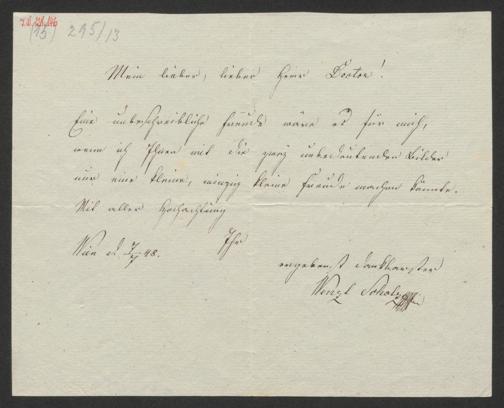 (15) 295/13
Mein lieber, lieber Herr Doctor!
Eine unbeschreibliche Freude wäre es für mich,
wenn ich Ihnen mit die ganz unbedeutenden Bilder
nur eine kleine, winzig kleine Freude machen könnte.
Mit aller Hochachtung
Ihr
Wien d. 48.
ergebenst dankbarster
Wenzl Scholz